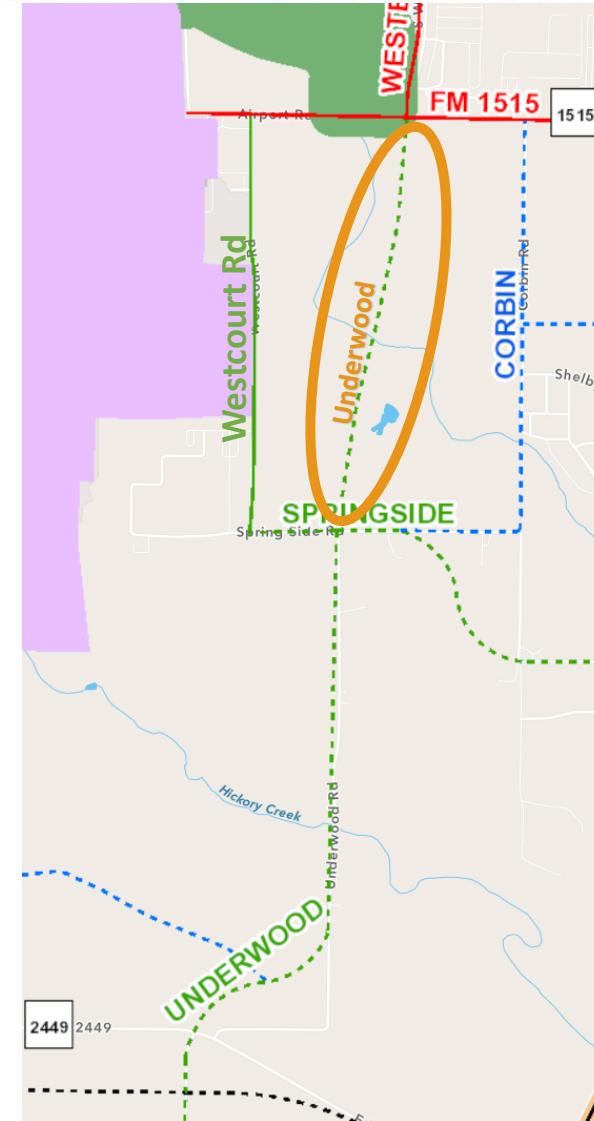 WESTE
FM 1515
1515
Airport Rd
Westcourt Rd
Westcourt Rd
Underwood
CORBIN
Corbin Rd
Shelb
SPRINGSIDE
Spring Side Rd
Hickory Creek
Underwood Rd
UNDERWOOD
2449
2449